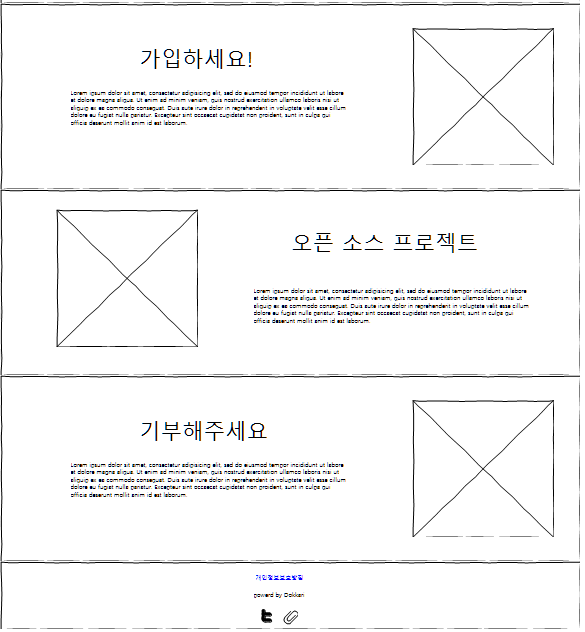 가입하세요!
Lorem ipsum dolor sit amet, consectetur adipisicing elit, sed do eiusmod tempor incididunt ut labore
et dolore magna aliqua. Ut enim ad minim veniam, quis nostrud exercitation ullamco laboris nisi ut
aliquip ex ea commodo consequat. Duis aute irure dolor in reprehenderit in voluptate velit esse cillum
dolore eu fugiat nulla pariatur. Excepteur sint occaecat cupidatat non proident, sunt in culpa qui
officia deserunt mollit anim id est laborum.
오픈 소스 프로젝트
Lorem ipsum dolor sit amet, consectetur adipisicing elit, sed do eiusmod tempor incididunt ut labore
et dolore magna aliqua. Ut enim ad minim veniam, quis nostrud exercitation ullamco laboris nisi ut
aliquip ex ea commodo consequat. Duis aute irure dolor in reprehenderit in voluptate velit esse cillum
dolore eu fugiat nulla pariatur. Excepteur sint occaecat cupidatat non proident, sunt in culpa qui
officia deserunt mollit anim id est laborum.
기부해주세요
Lorem ipsum dolor sit amet, consectetur adipisicing elit, sed do eiusmod tempor incididunt ut labore
et dolore magna aliqua. Ut enim ad minim veniam, quis nostrud exercitation ullamco laboris nisi ut
aliquip ex ea commodo consequat. Duis aute irure dolor in reprehenderit in voluptate velit esse cillum
dolore eu fugiat nulla pariatur. Excepteur sint occaecat cupidatat non proident, sunt in culpa qui
officia deserunt mollit anim id est laborum.
개인정보보호방침
powerd by Dokken